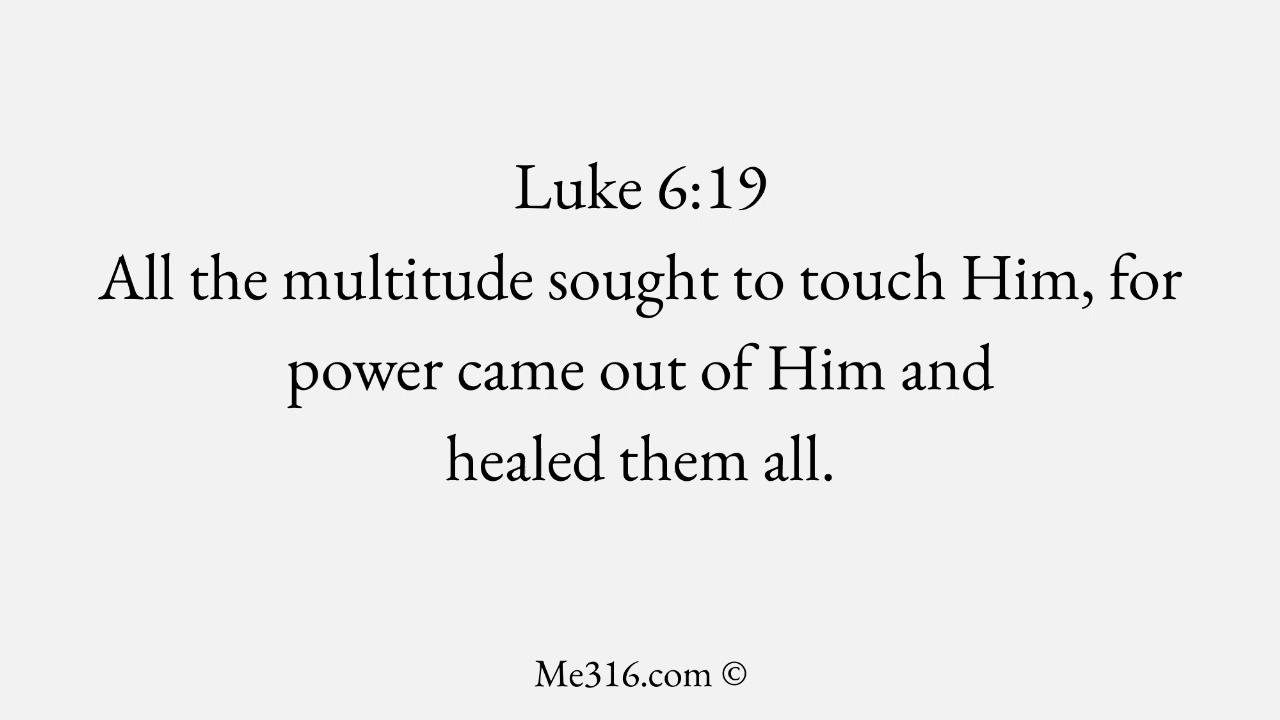 Luke 6:19
All the multitude sought to touch Him, for
power came out of Him and
healed them all.
Me316.com ©